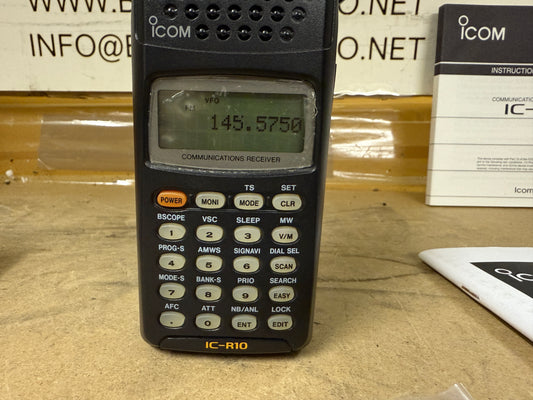 ICOM
INFO@
O.NET
VFO
145.5750
COMMUNICATIONS RECEIVER
TS SET
POWER MONI MODE CLR
BSCOPE VSC SLEEP MW
1 2 3 V/M
PROG-S AMWS SIGNAVI DIAL SEL
4 5 6 SCAN
MODE-S BANK-S PRIO SEARCH
7 8 9 EASY
AFC ATT NB/ANL LOCK
. 0 ENT EDIT
IC-R10
ICOM
INSTRUCTION
COMMUNICATIO
IC-
Icom